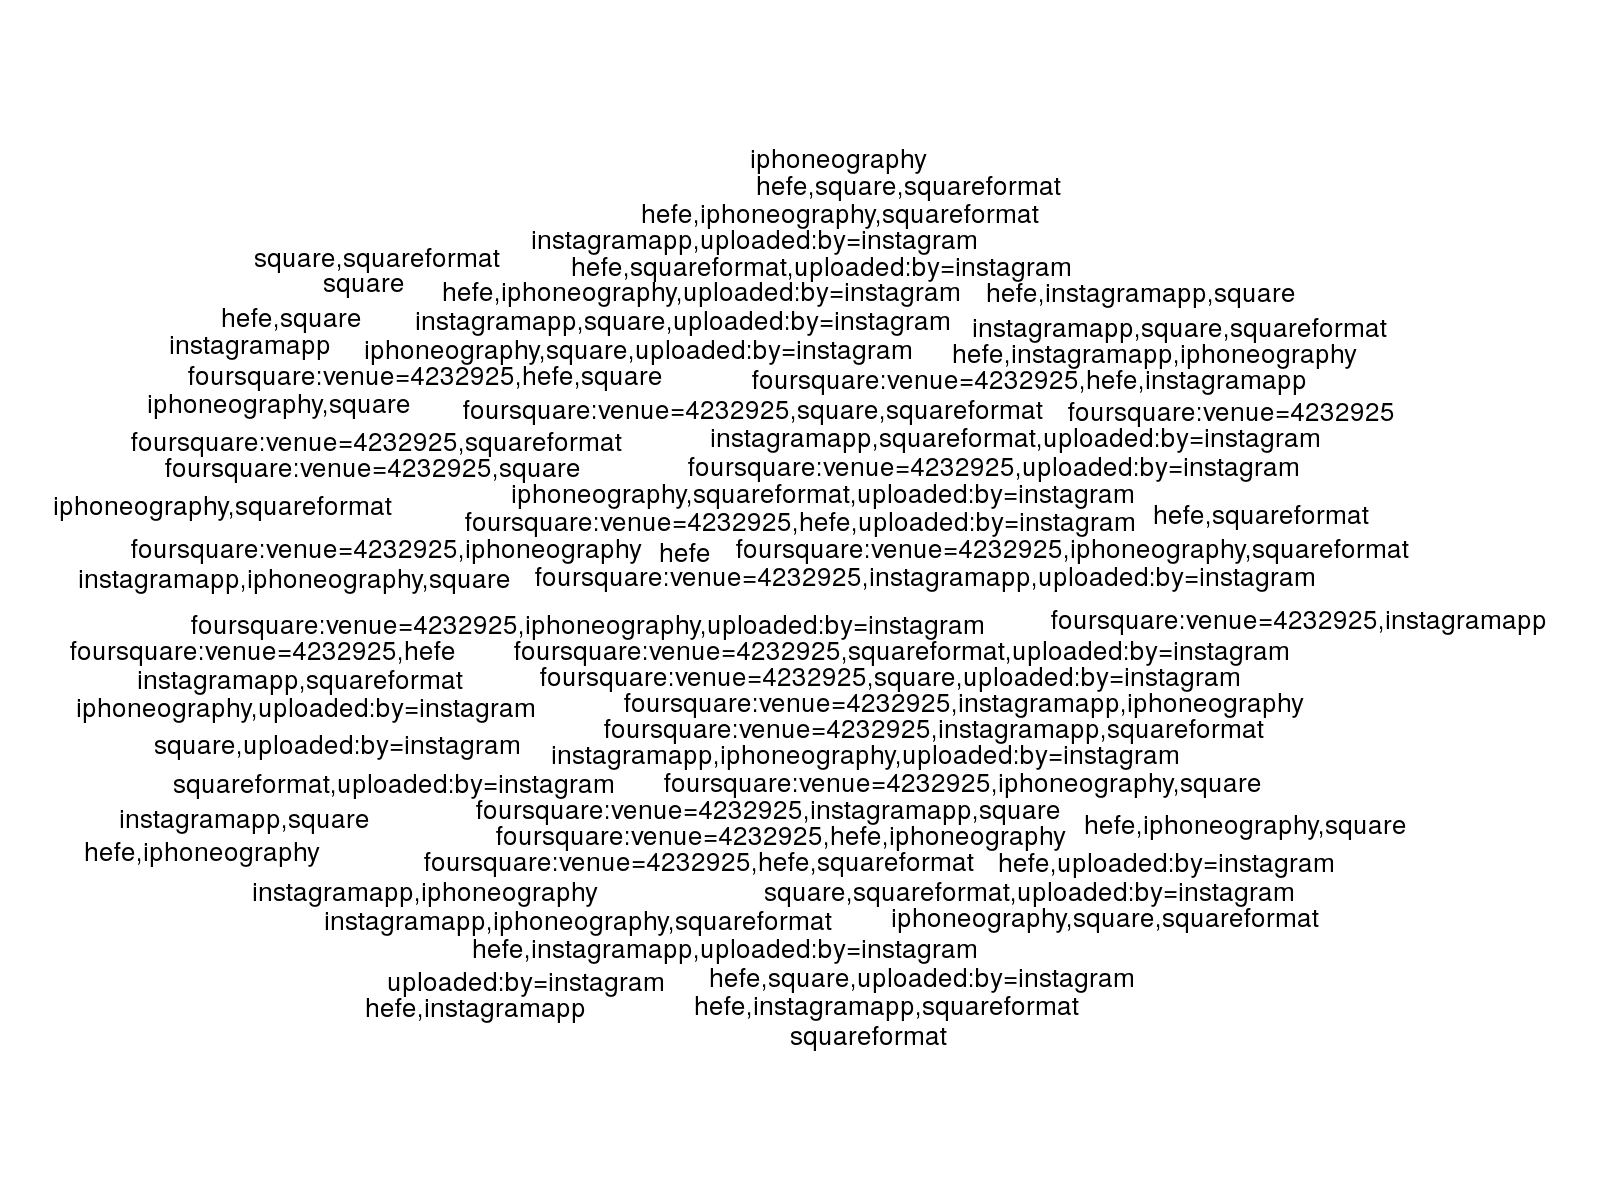 iphoneography
hefe,square,squareformat
hefe,iphoneography,squareformat
instagramapp,uploaded:by=instagram
square,squareformat
hefe,squareformat,uploaded:by=instagram
square
hefe,iphoneography,uploaded:by=instagram
hefe,instagramapp,square
hefe,square
instagramapp,square,uploaded:by=instagram
instagramapp,square,squareformat
instagramapp
iphoneography,square,uploaded:by=instagram
hefe,instagramapp,iphoneography
foursquare:venue=4232925,hefe,square
foursquare:venue=4232925,hefe,instagramapp
iphoneography,square
foursquare:venue=4232925,square,squareformat
foursquare:venue=4232925
foursquare:venue=4232925,squareformat
instagramapp,squareformat,uploaded:by=instagram
foursquare:venue=4232925,square
foursquare:venue=4232925,uploaded:by=instagram
iphoneography,squareformat
iphoneography,squareformat,uploaded:by=instagram
foursquare:venue=4232925,hefe,uploaded:by=instagram
hefe,squareformat
foursquare:venue=4232925,iphoneography
hefe
foursquare:venue=4232925,iphoneography,squareformat
instagramapp,iphoneography,square
foursquare:venue=4232925,instagramapp,uploaded:by=instagram
foursquare:venue=4232925,iphoneography,uploaded:by=instagram
foursquare:venue=4232925,instagramapp
foursquare:venue=4232925,hefe
foursquare:venue=4232925,squareformat,uploaded:by=instagram
instagramapp,squareformat
foursquare:venue=4232925,square,uploaded:by=instagram
iphoneography,uploaded:by=instagram
foursquare:venue=4232925,instagramapp,iphoneography
foursquare:venue=4232925,instagramapp,squareformat
square,uploaded:by=instagram
instagramapp,iphoneography,uploaded:by=instagram
squareformat,uploaded:by=instagram
foursquare:venue=4232925,iphoneography,square
foursquare:venue=4232925,instagramapp,square
instagramapp,square
hefe,iphoneography,square
foursquare:venue=4232925,hefe,iphoneography
hefe,iphoneography
foursquare:venue=4232925,hefe,squareformat
hefe,uploaded:by=instagram
instagramapp,iphoneography
square,squareformat,uploaded:by=instagram
instagramapp,iphoneography,squareformat
iphoneography,square,squareformat
hefe,instagramapp,uploaded:by=instagram
uploaded:by=instagram
hefe,square,uploaded:by=instagram
hefe,instagramapp
hefe,instagramapp,squareformat
squareformat